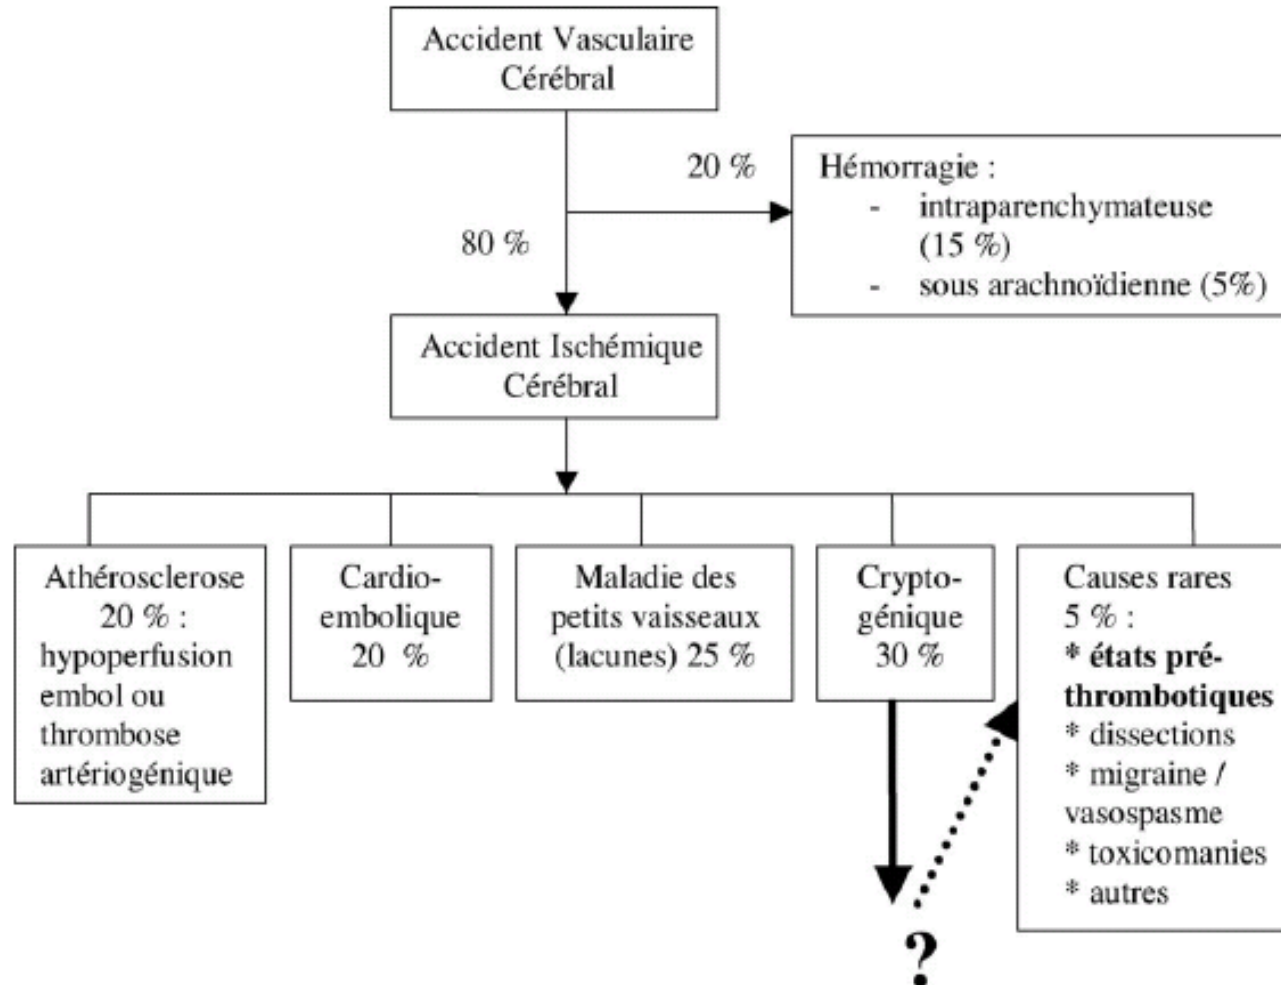 Accident Vasculaire
Cérébral
20 %
Hémorragie :
- intraparenchymateuse
(15 %)
- sous arachnoïdienne (5%)
80 %
Accident Ischémique
Cérébral
Athérosclerose
20 % :
hypoperfusion
embol ou
thrombose
artériogénique
Cardio-
embolique
20 %
Maladie des
petits vaisseaux
(lacunes) 25 %
Crypto-
génique
30 %
Causes rares
5 % :
* états pré-
thrombotiques
* dissections
* migraine /
vasospasme
* toxicomanies
* autres
?